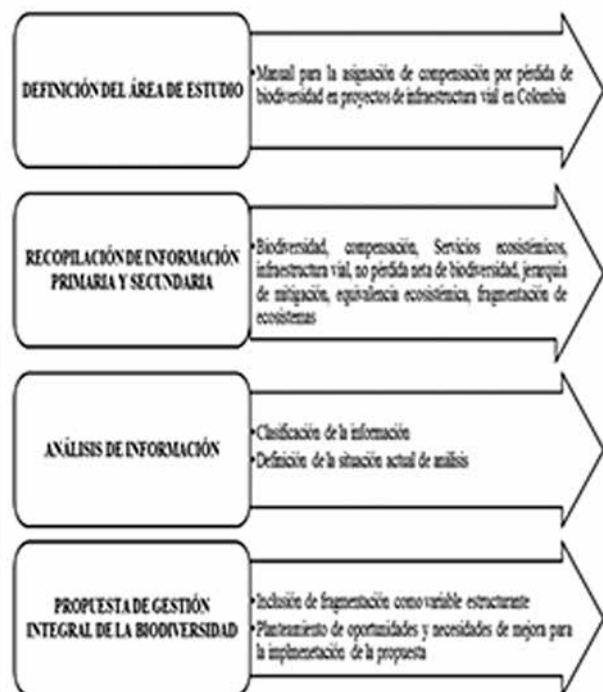 DEFINICIÓN DEL ÁREA DE ESTUDIO
•Manual para la asignación de compensación por pérdida de
biodiversidad en proyectos de infraestructura vial en Colombia
RECOPILACIÓN DE INFORMACIÓN
PRIMARIA Y SECUNDARIA
•Biodiversidad, compensación, Servicios ecosistémicos,
infraestructura vial, no pérdida neta de biodiversidad, jerarquía
de mitigación, equivalencia ecosistémica, fragmentación de
ecosistemas
ANÁLISIS DE INFORMACIÓN
•Clasificación de la información
•Definición de la situación actual de análisis
PROPUESTA DE GESTIÓN
INTEGRAL DE LA BIODIVERSIDAD
•Inclusión de fragmentación como variable estructurante
•Planteamiento de oportunidades y necesidades de mejora para
la implmenetación de la propuesta